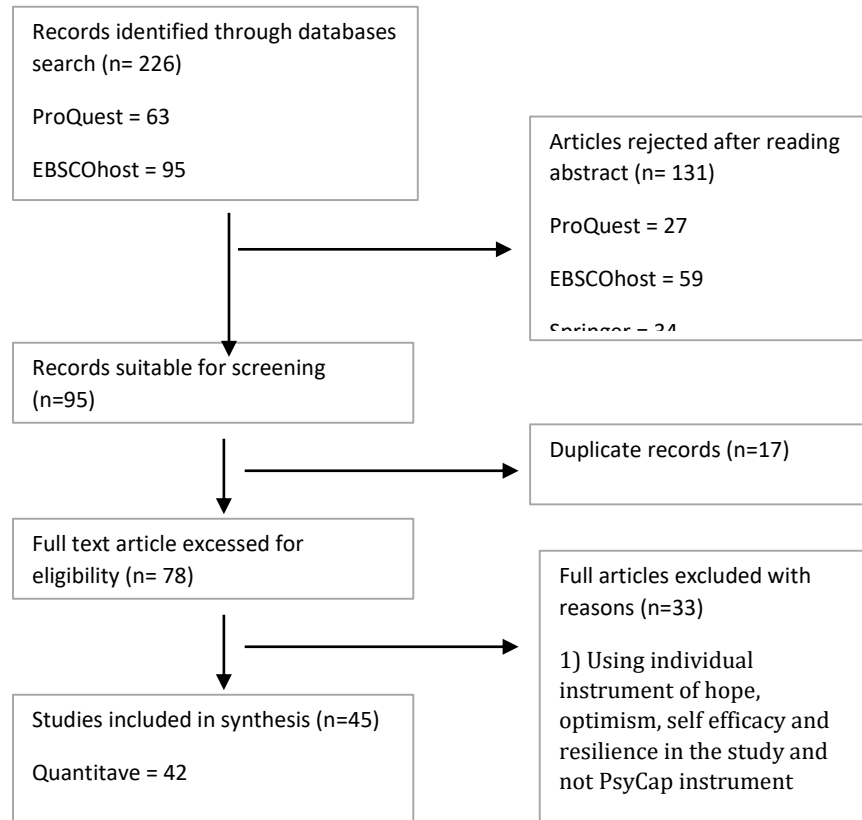 Records identified through databases
search (n= 226)
ProQuest = 63
EBSCOhost = 95
Articles rejected after reading
abstract (n= 131)
ProQuest = 27
EBSCOhost = 59
Springer = 34
Records suitable for screening
(n=95)
Duplicate records (n=17)
Full text article excessed for
eligibility (n= 78)
Full articles excluded with
reasons (n=33)
1) Using individual
instrument of hope,
optimism, self efficacy and
resilience in the study and
not PsyCap instrument
Studies included in synthesis (n=45)
Quantitave = 42